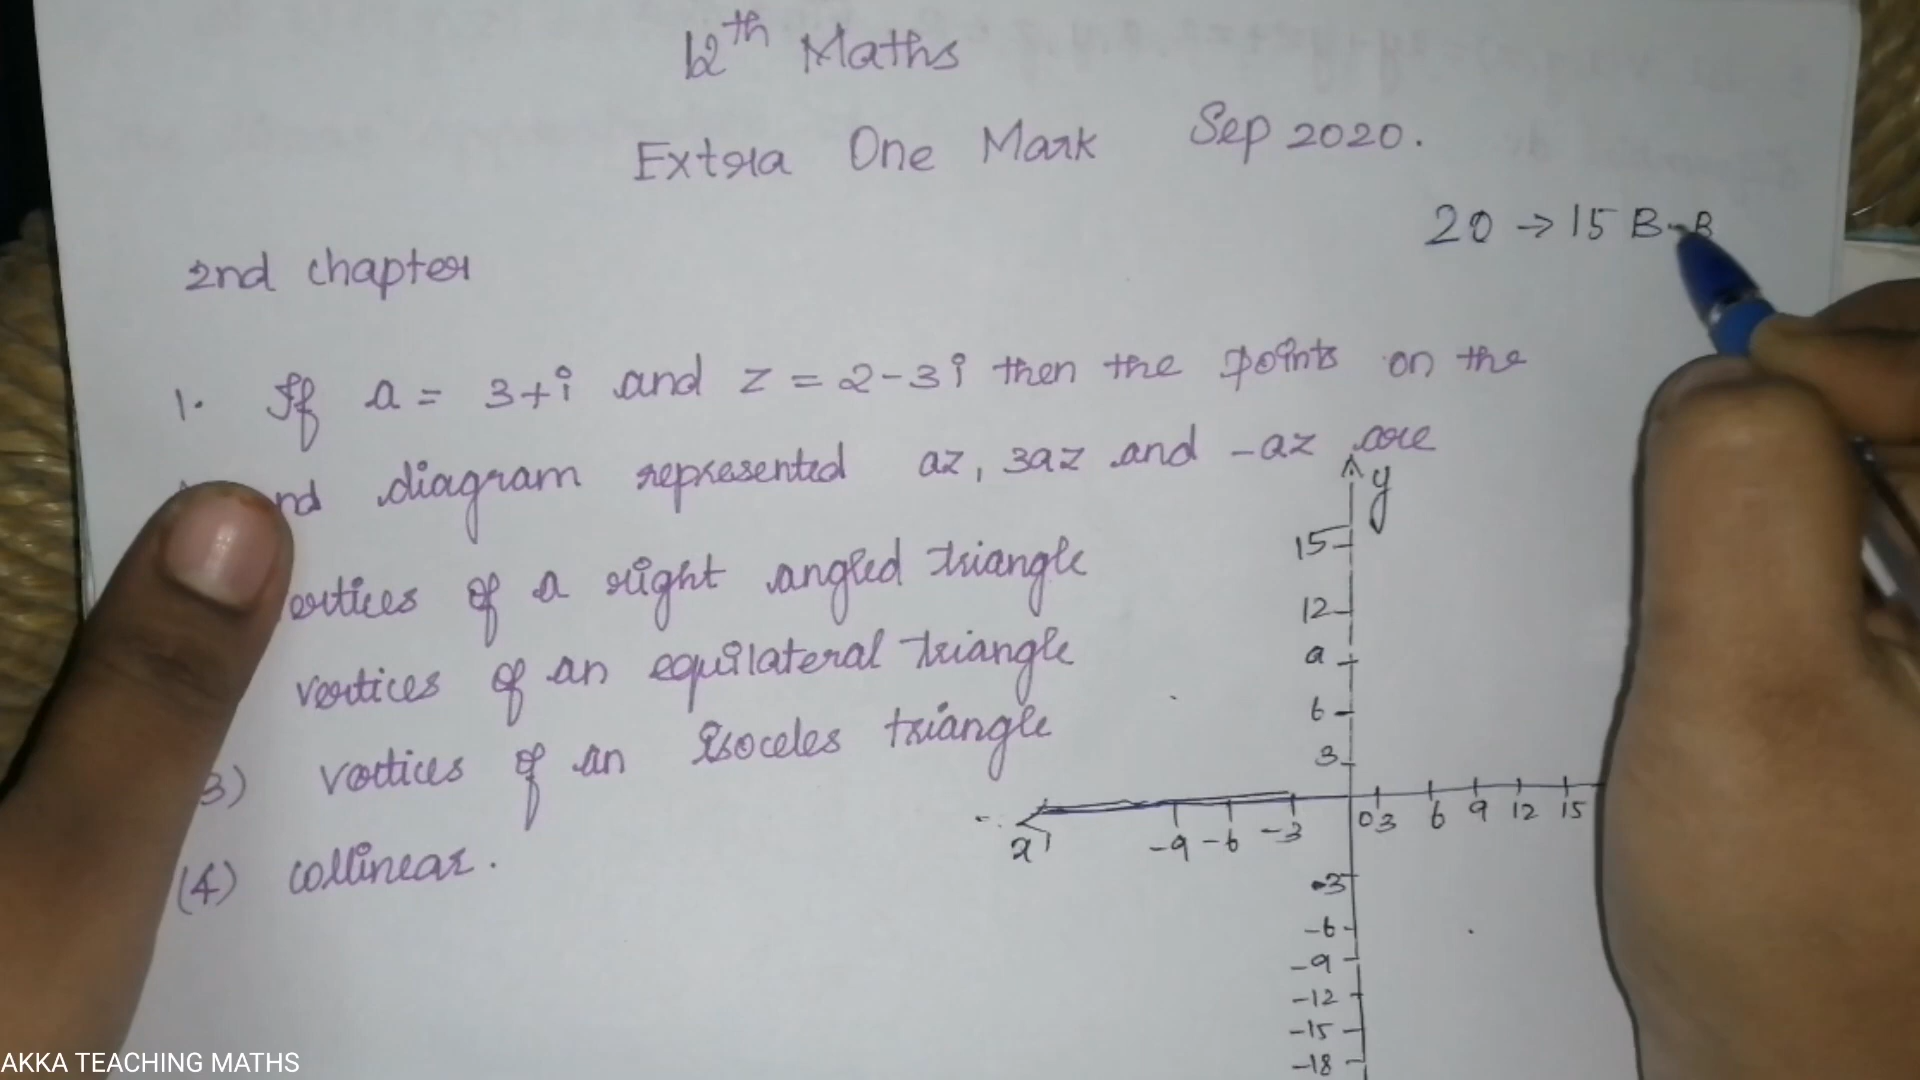 12th Maths
Extra One Mark Sep 2020.
20 → 15 B-B
2nd chapter
1. If a = 3+i and z = 2-3i then the points on the
nd diagram represented az, 3az and -az are
ertices of a right angled triangle
vertices of an equilateral triangle
3) vertices of an Isoceles triangle
(4) collinear.
y
15
12
9
6
3
x' -9 -6 -3 0 3 6 9 12 15
-3
-6
-9
-12
-15
-18
AKKA TEACHING MATHS